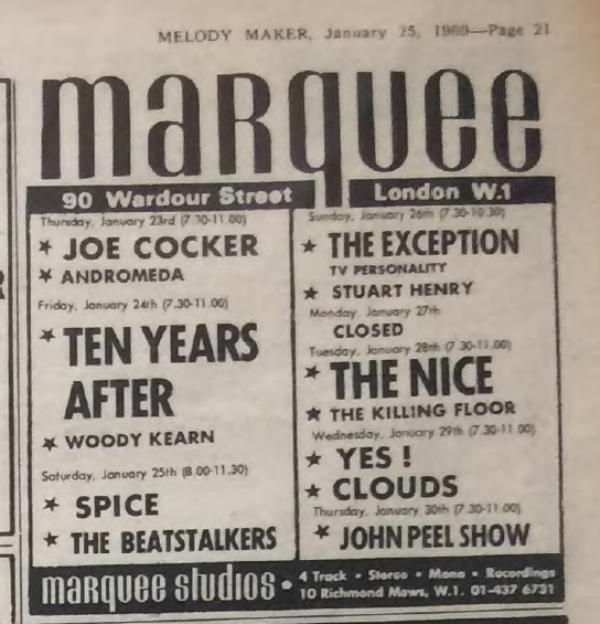 MELODY MAKER, January 25, 1969—Page 21
marquee
90 Wardour Street London W.1
Thursday, January 23rd (7.30-11.00)
★ JOE COCKER
★ ANDROMEDA
Friday, January 24th (7.30-11.00)
★ TEN YEARS
AFTER
★ WOODY KEARN
Saturday, January 25th (8.00-11.30)
★ SPICE
★ THE BEATSTALKERS
Sunday, January 26th (7.30-10.30)
★ THE EXCEPTION
TV PERSONALITY
★ STUART HENRY
Monday, January 27th
CLOSED
Tuesday, January 28th (7.30-11.00)
★ THE NICE
★ THE KILLING FLOOR
Wednesday, January 29th (7.30-11.00)
★ YES !
★ CLOUDS
Thursday, January 30th (7.30-11.00)
★ JOHN PEEL SHOW
marquee studios • 4 Track • Stereo • Mono • Recordings
10 Richmond Mews, W.1. 01-437 6731